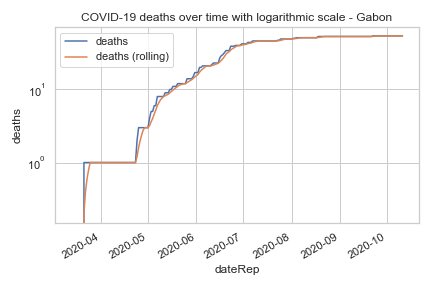 COVID-19 deaths over time with logarithmic scale - Gabon
deaths
deaths (rolling)
10¹
10⁰
deaths
2020-04
2020-05
2020-06
2020-07
2020-08
2020-09
2020-10
dateRep